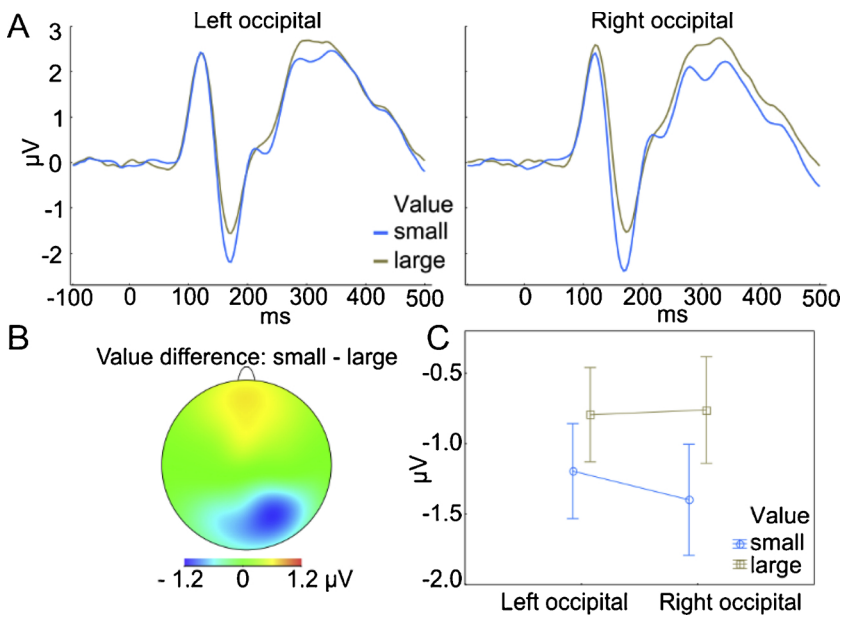 A
Left occipital
Right occipital
3
2
1
0
-1
-2
μV
Value
small
large
-100 0 100 200 300 400 500
ms
0 100 200 300 400 500
ms
B
Value difference: small - large
- 1.2 0 1.2 μV
C
-0.5
-1.0
-1.5
-2.0
μV
Value
small
large
Left occipital Right occipital